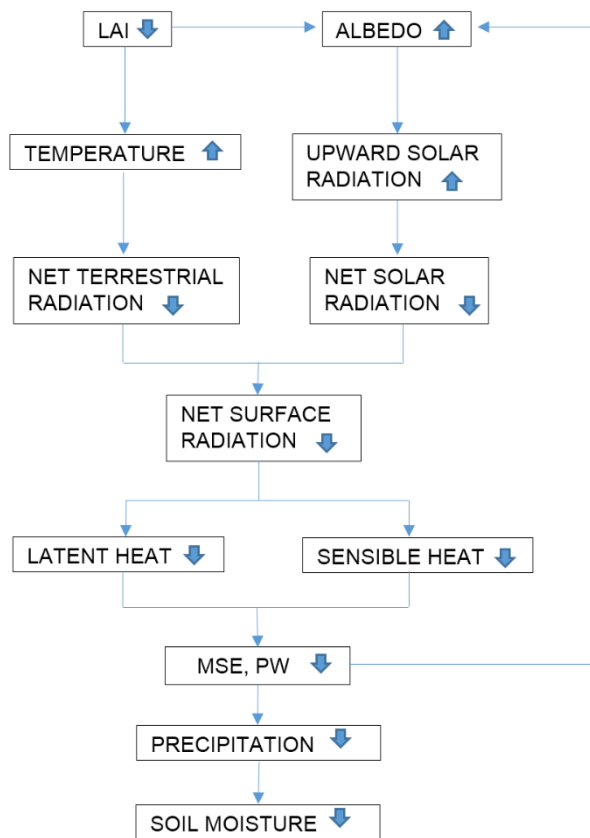 LAI
ALBEDO
TEMPERATURE
UPWARD SOLAR
RADIATION
NET TERRESTRIAL
RADIATION
NET SOLAR
RADIATION
NET SURFACE
RADIATION
LATENT HEAT
SENSIBLE HEAT
MSE, PW
PRECIPITATION
SOIL MOISTURE